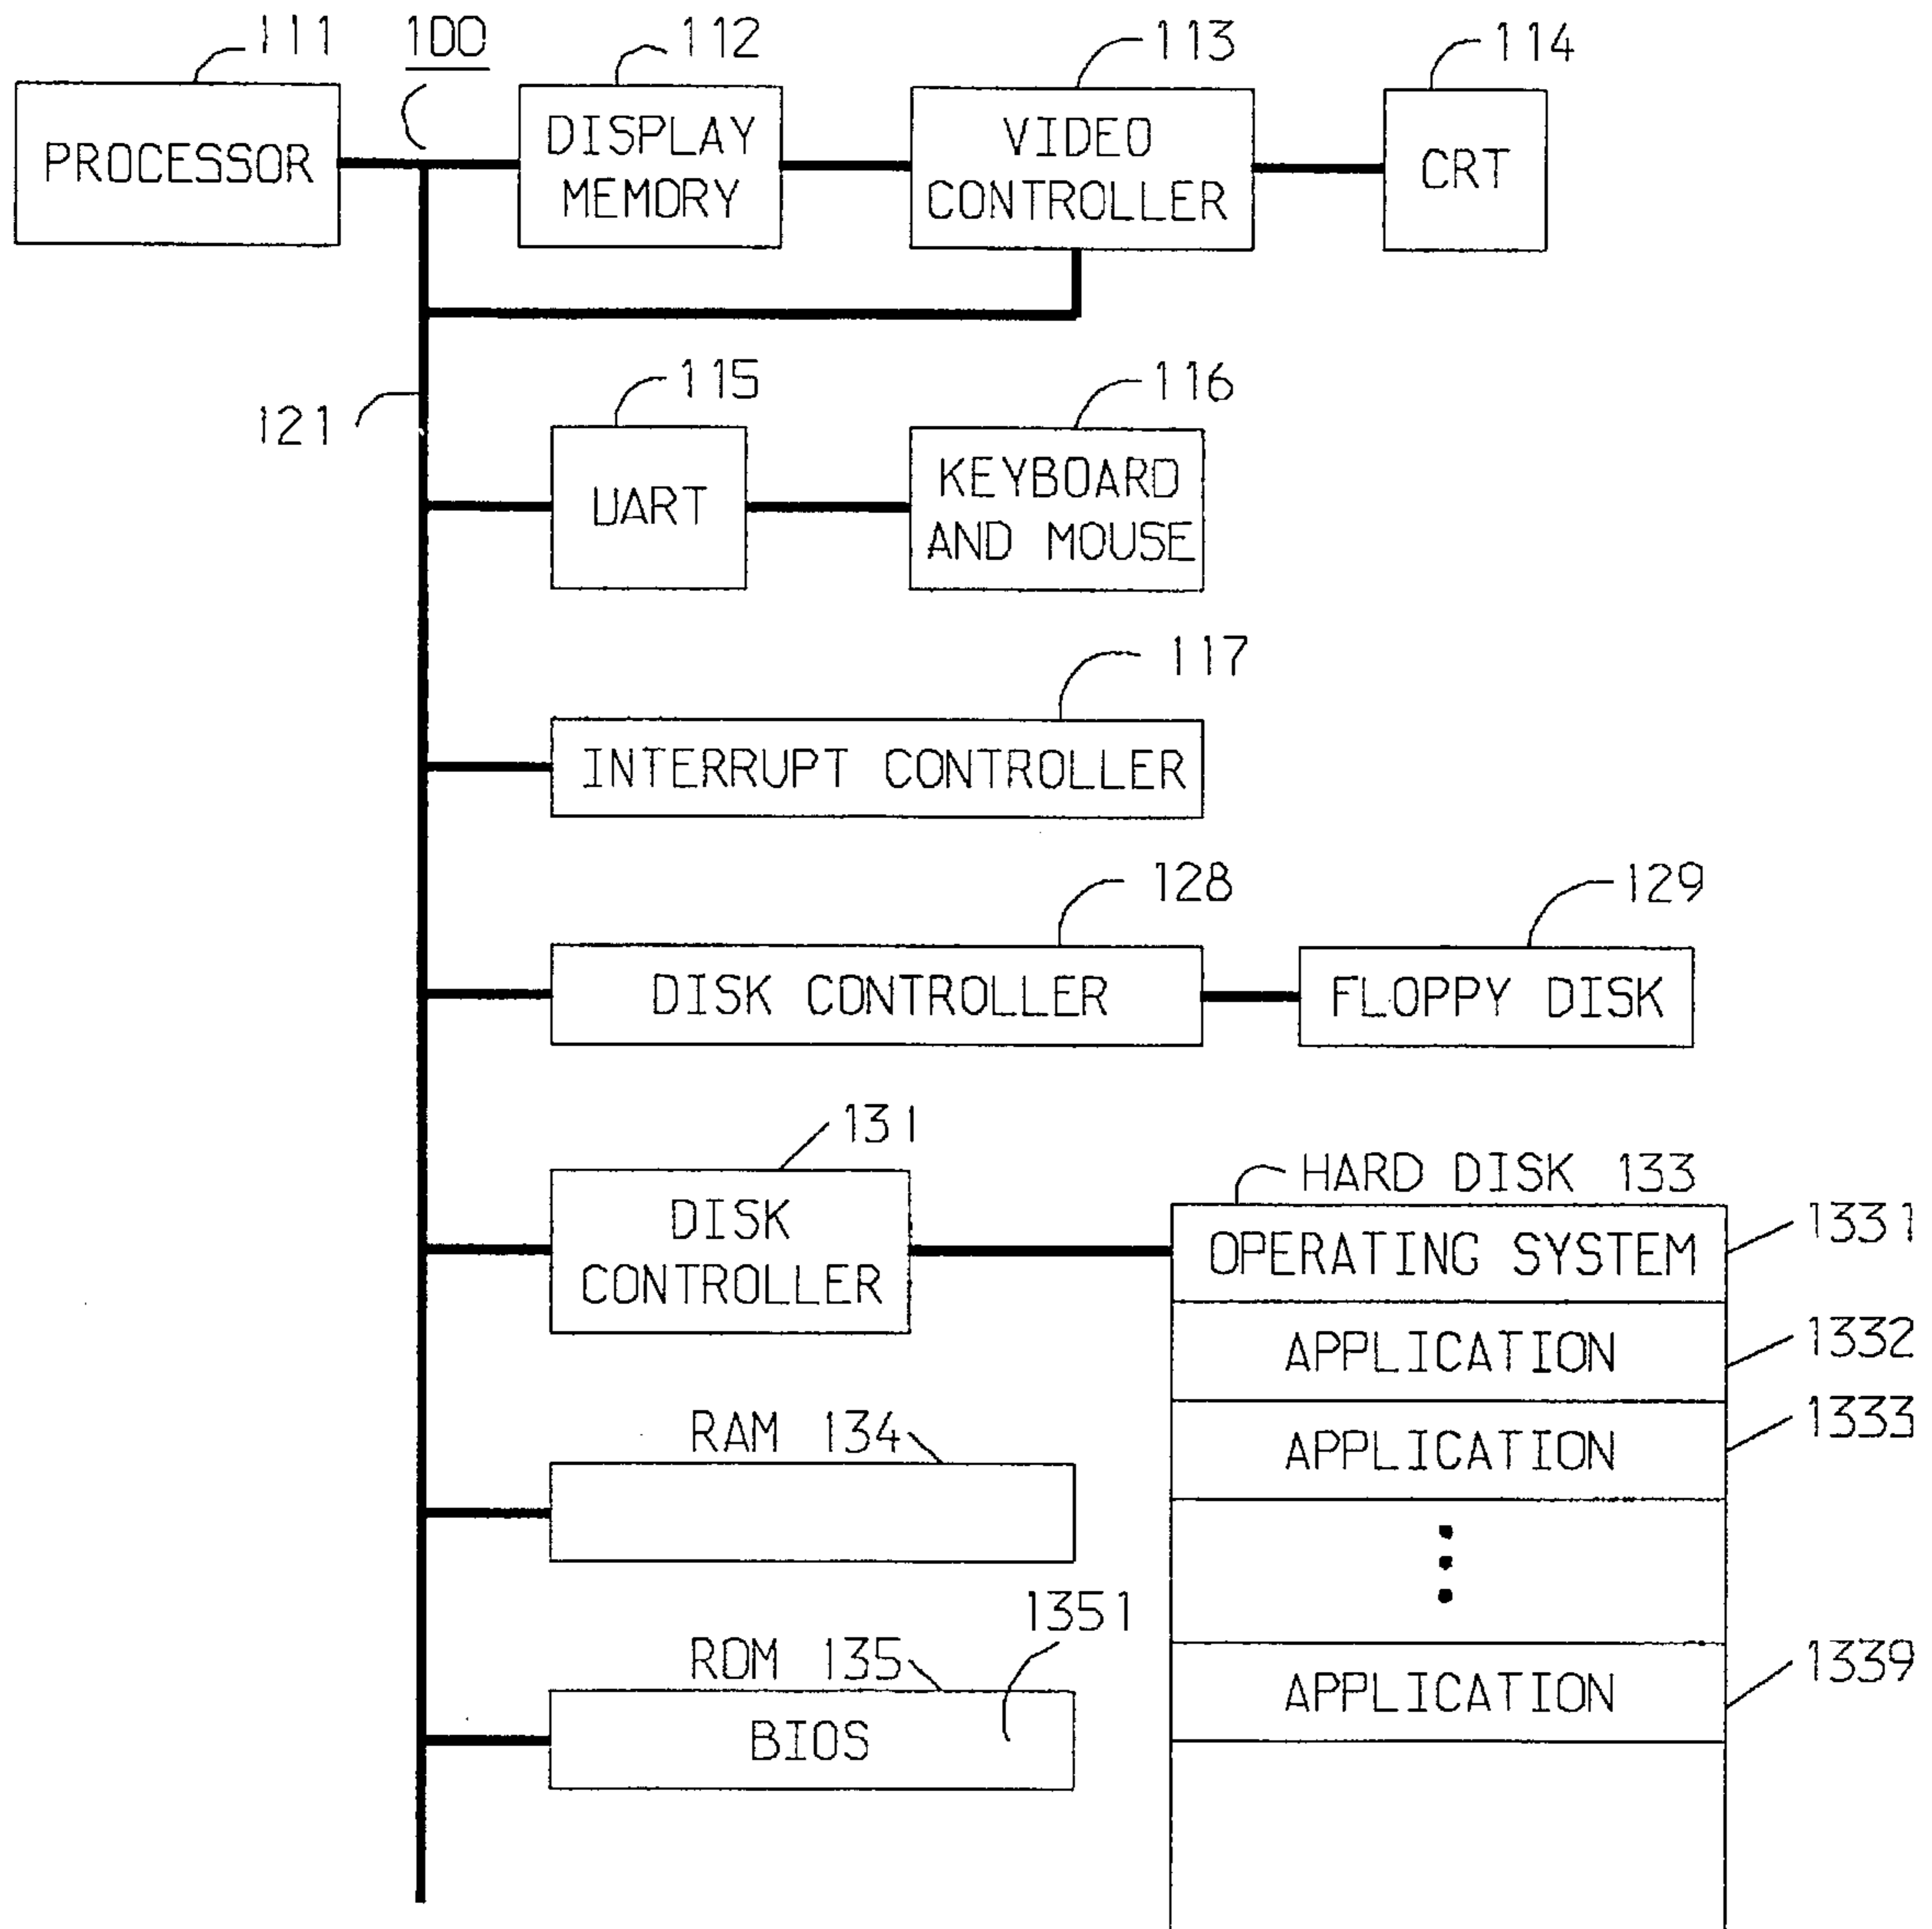 111
100
112
113
114
PROCESSOR
DISPLAY
MEMORY
VIDEO
CONTROLLER
CRT
121
115
116
UART
KEYBOARD
AND MOUSE
117
INTERRUPT CONTROLLER
128
129
DISK CONTROLLER
FLOPPY DISK
131
DISK
CONTROLLER
HARD DISK 133
OPERATING SYSTEM
1331
APPLICATION
1332
APPLICATION
1333
RAM 134
1351
ROM 135
BIOS
APPLICATION
1339